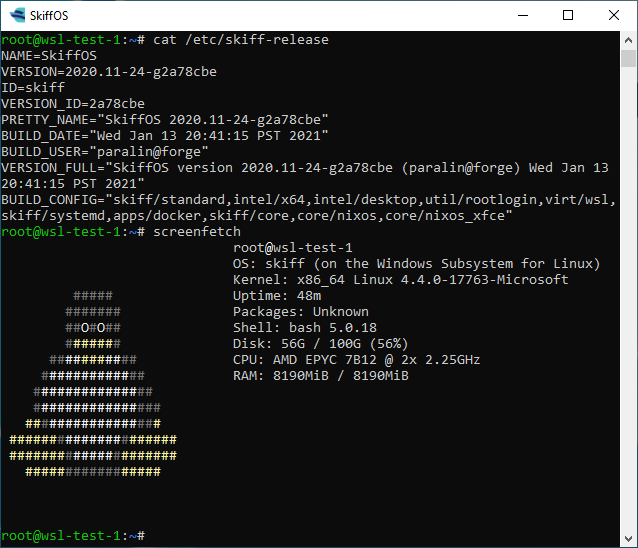 SkiffOS
root@wsl-test-1:~# cat /etc/skiff-release
NAME=SkiffOS
VERSION=2020.11-24-g2a78cbe
ID=skiff
VERSION_ID=2a78cbe
PRETTY_NAME="SkiffOS 2020.11-24-g2a78cbe"
BUILD_DATE="Wed Jan 13 20:41:15 PST 2021"
BUILD_USER="paralin@forge"
VERSION_FULL="SkiffOS version 2020.11-24-g2a78cbe (paralin@forge) Wed Jan 13
20:41:15 PST 2021"
BUILD_CONFIG="skiff/standard,intel/x64,intel/desktop,util/rootlogin,virt/wsl,
skiff/systemd,apps/docker,skiff/core,core/nixos,core/nixos_xfce"
root@wsl-test-1:~# screenfetch
root@wsl-test-1
OS: skiff (on the Windows Subsystem for Linux)
Kernel: x86_64 Linux 4.4.0-17763-Microsoft
##### Uptime: 48m
####### Packages: Unknown
##O#O## Shell: bash 5.0.18
####### Disk: 56G / 100G (56%)
########### CPU: AMD EPYC 7B12 @ 2x 2.25GHz
############# RAM: 8190MiB / 8190MiB
###############
################
#################
#####################
#####################
#################
root@wsl-test-1:~#